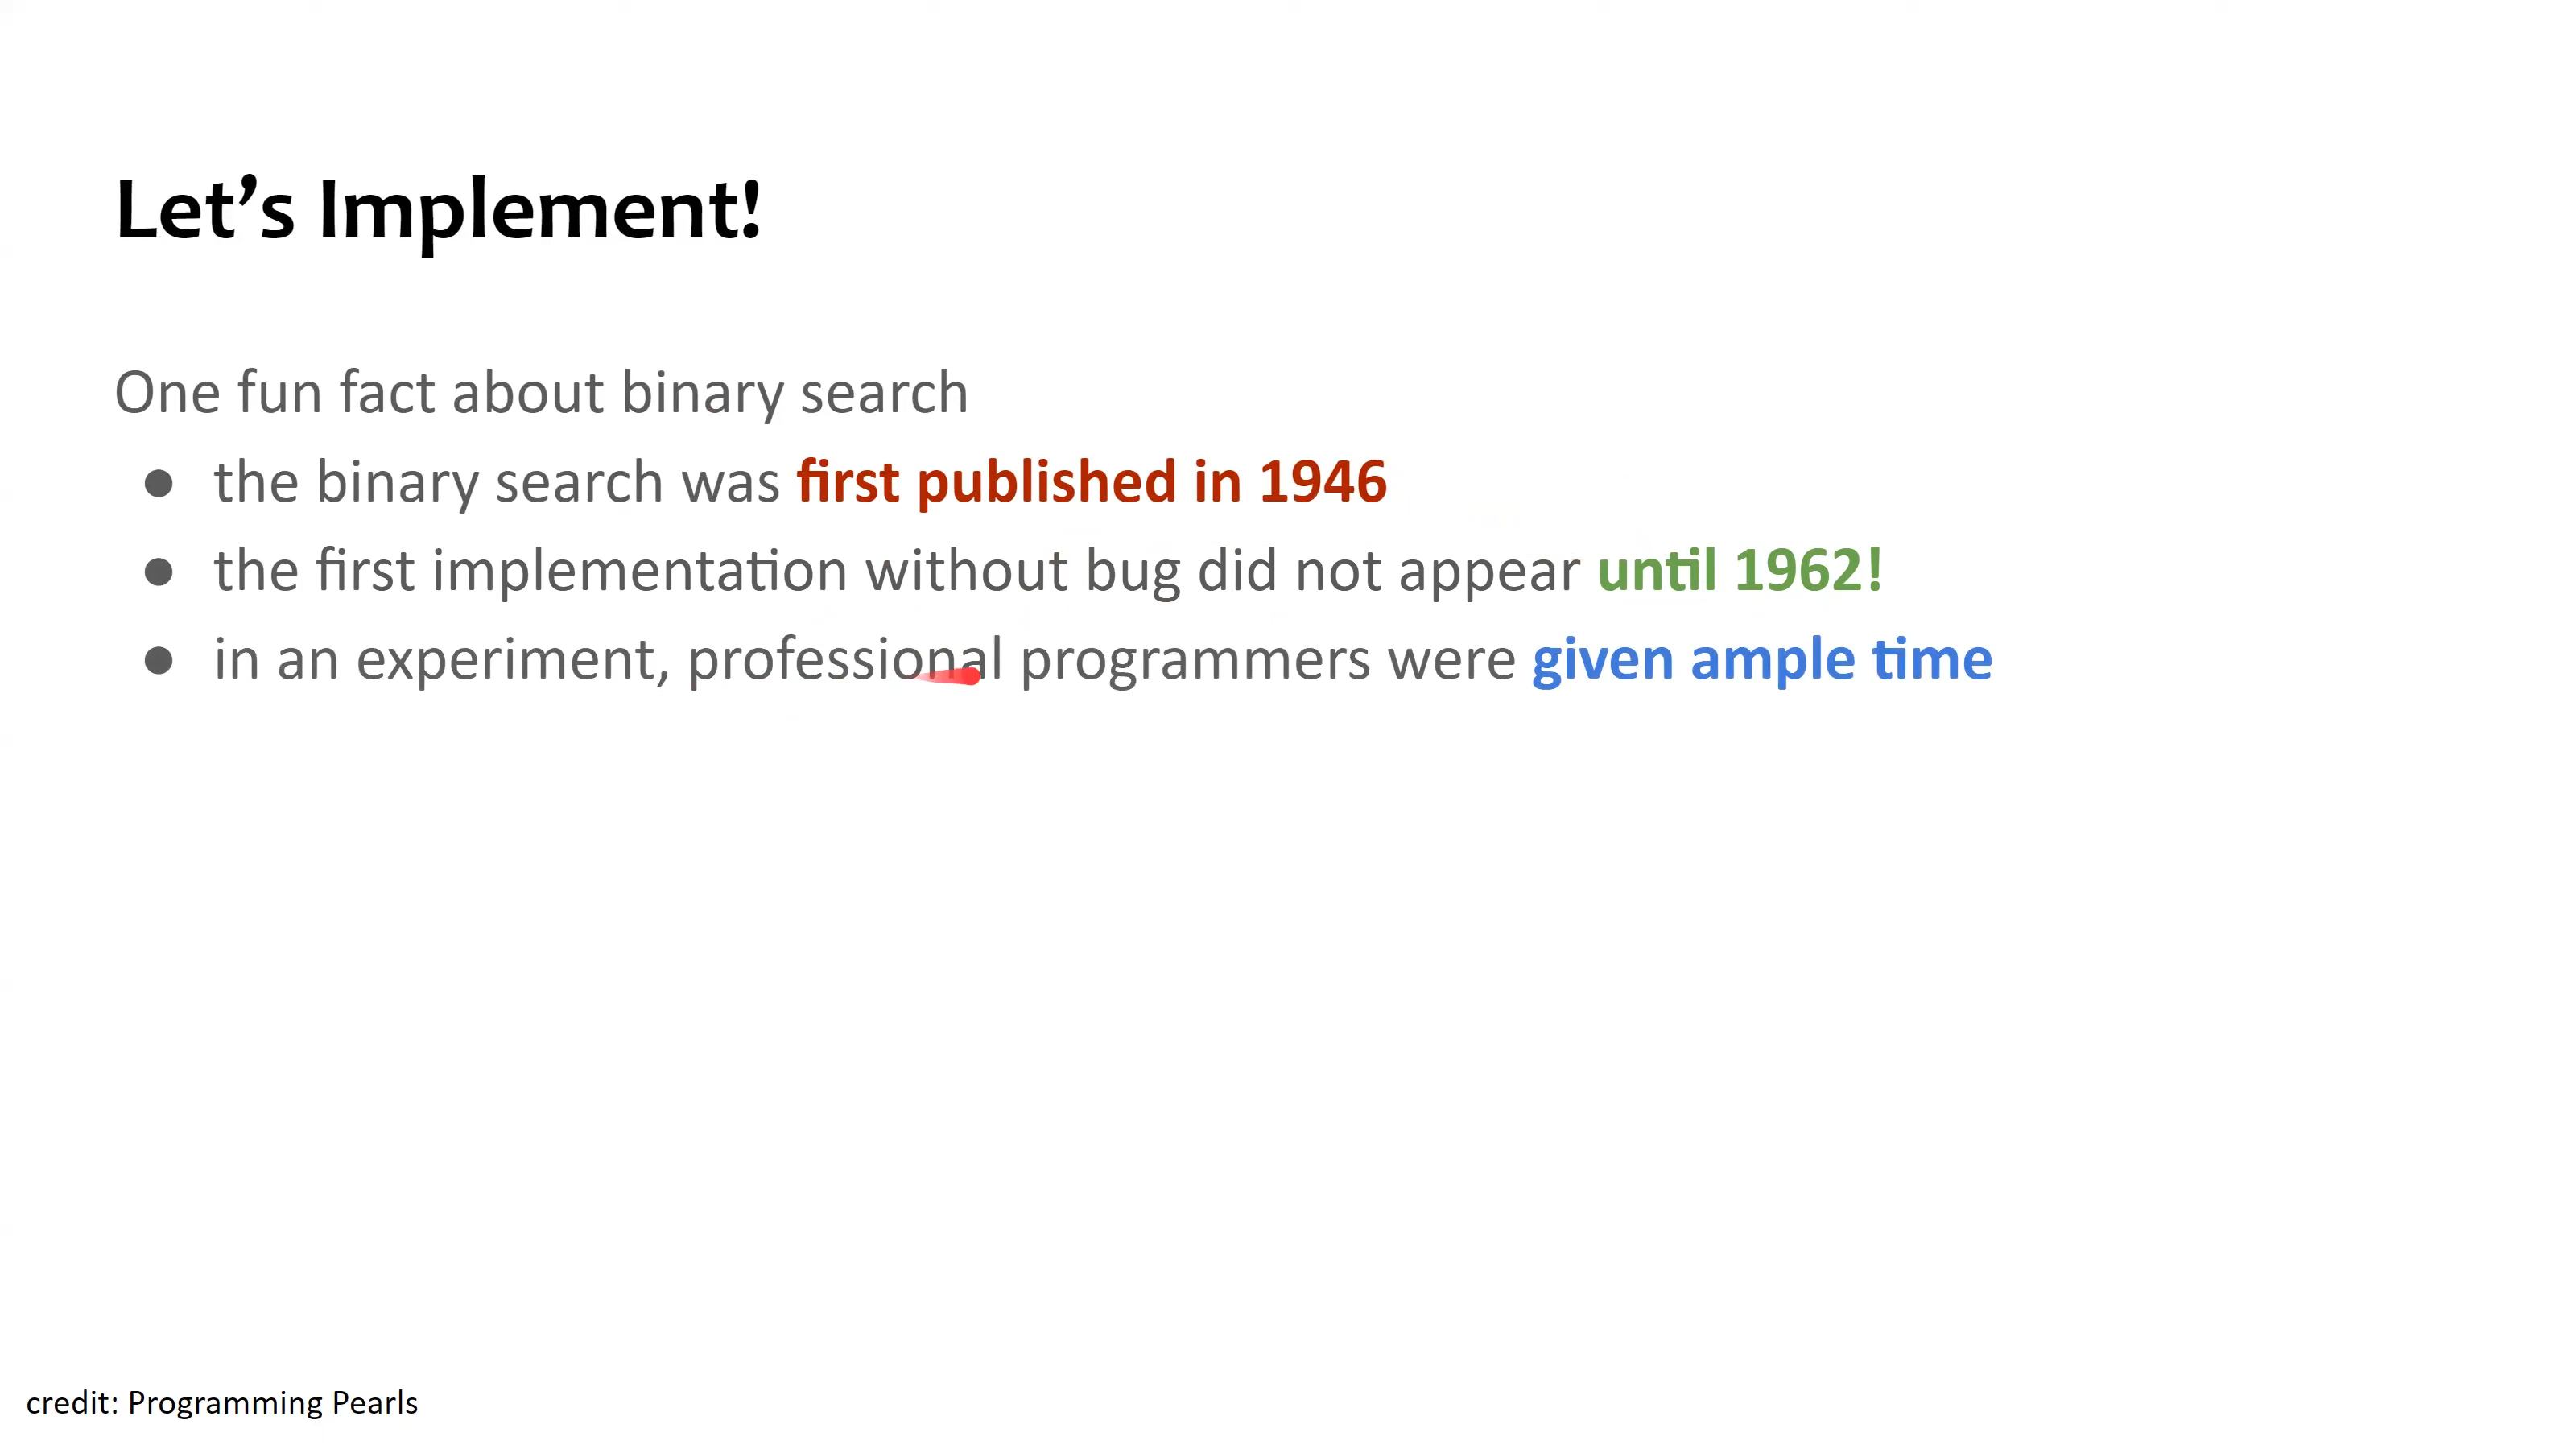 Let’s Implement!
One fun fact about binary search
● the binary search was first published in 1946
● the first implementation without bug did not appear until 1962!
● in an experiment, professional programmers were given ample time
credit: Programming Pearls